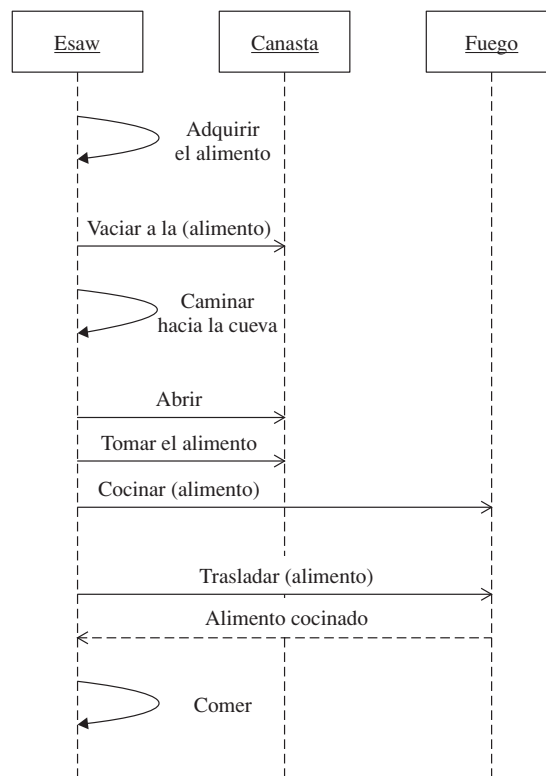 Esaw
Canasta
Fuego
Adquirir
el alimento
Vaciar a la (alimento)
Caminar
hacia la cueva
Abrir
Tomar el alimento
Cocinar (alimento)
Trasladar (alimento)
Alimento cocinado
Comer